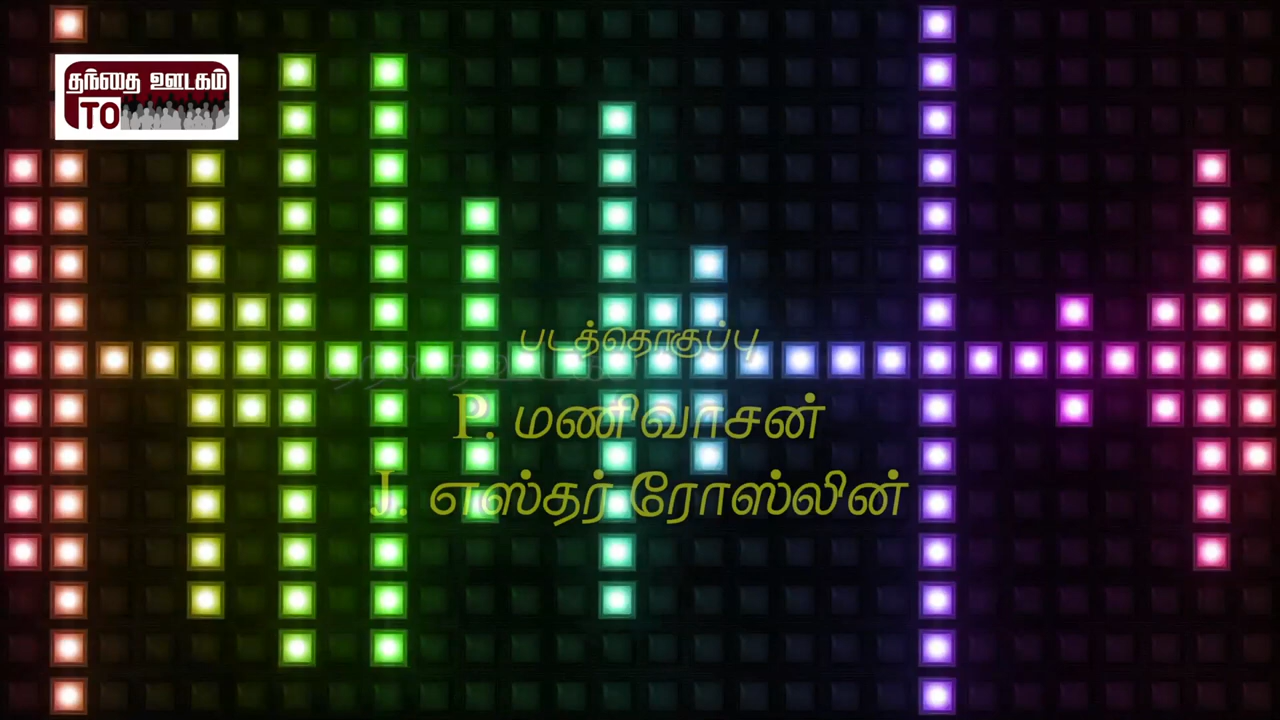 தந்தை ஊடகம்
TO
படத்தொகுப்பு
P. மணிவாசன்
J. எஸ்தர் ரோஸ்லின்